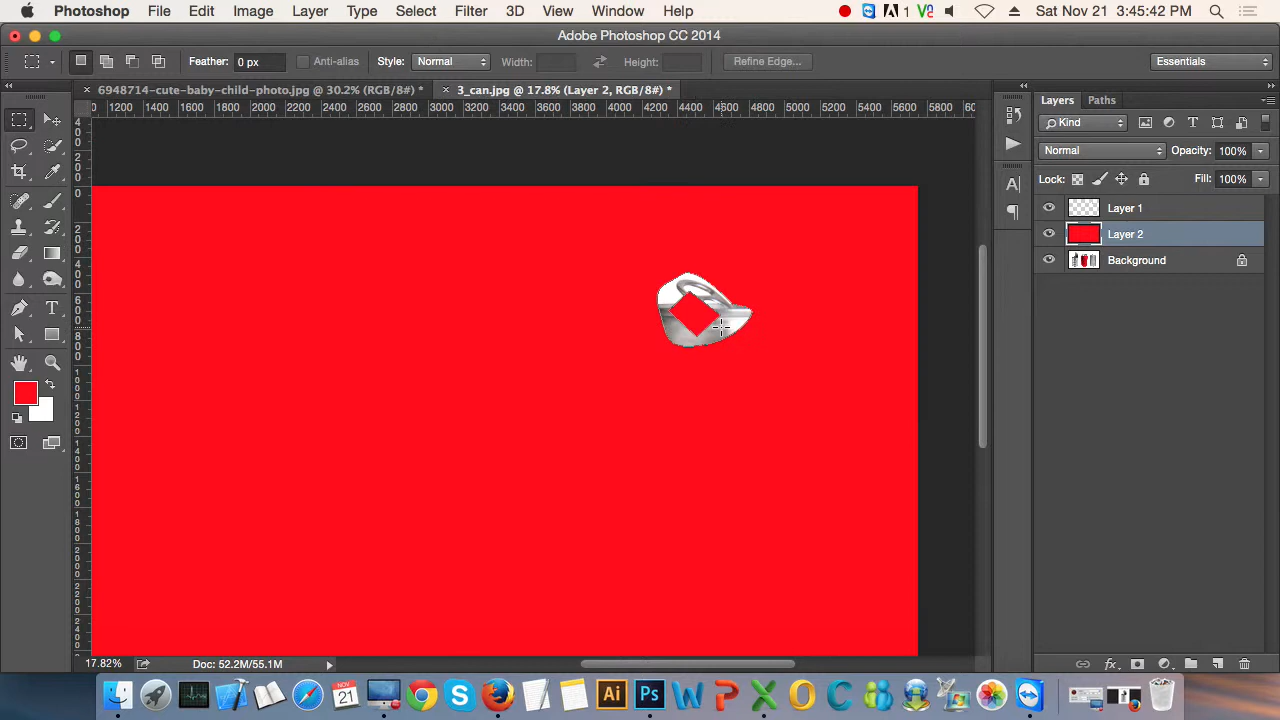 Photoshop File Edit Image Layer Type Select Filter 3D View Window Help 1 Sat Nov 21 3:45:42 PM
Adobe Photoshop CC 2014
Feather: 0 px Anti-alias Style: Normal Width: Height: Refine Edge... Essentials
6948714-cute-baby-child-photo.jpg @ 30.2% (RGB/8#) * 3_can.jpg @ 17.8% (Layer 2, RGB/8#) *
1200 1400 1600 1800 2000 2200 2400 2600 2800 3000 3200 3400 3600 3800 4000 4200 4400 4600 4800 5000 5200 5400 5600 5800
Layers Paths
Kind
Normal Opacity: 100%
Lock: Fill: 100%
Layer 1
Layer 2
Background
17.82% Doc: 52.2M/55.1M
NOV
21
Ai Ps